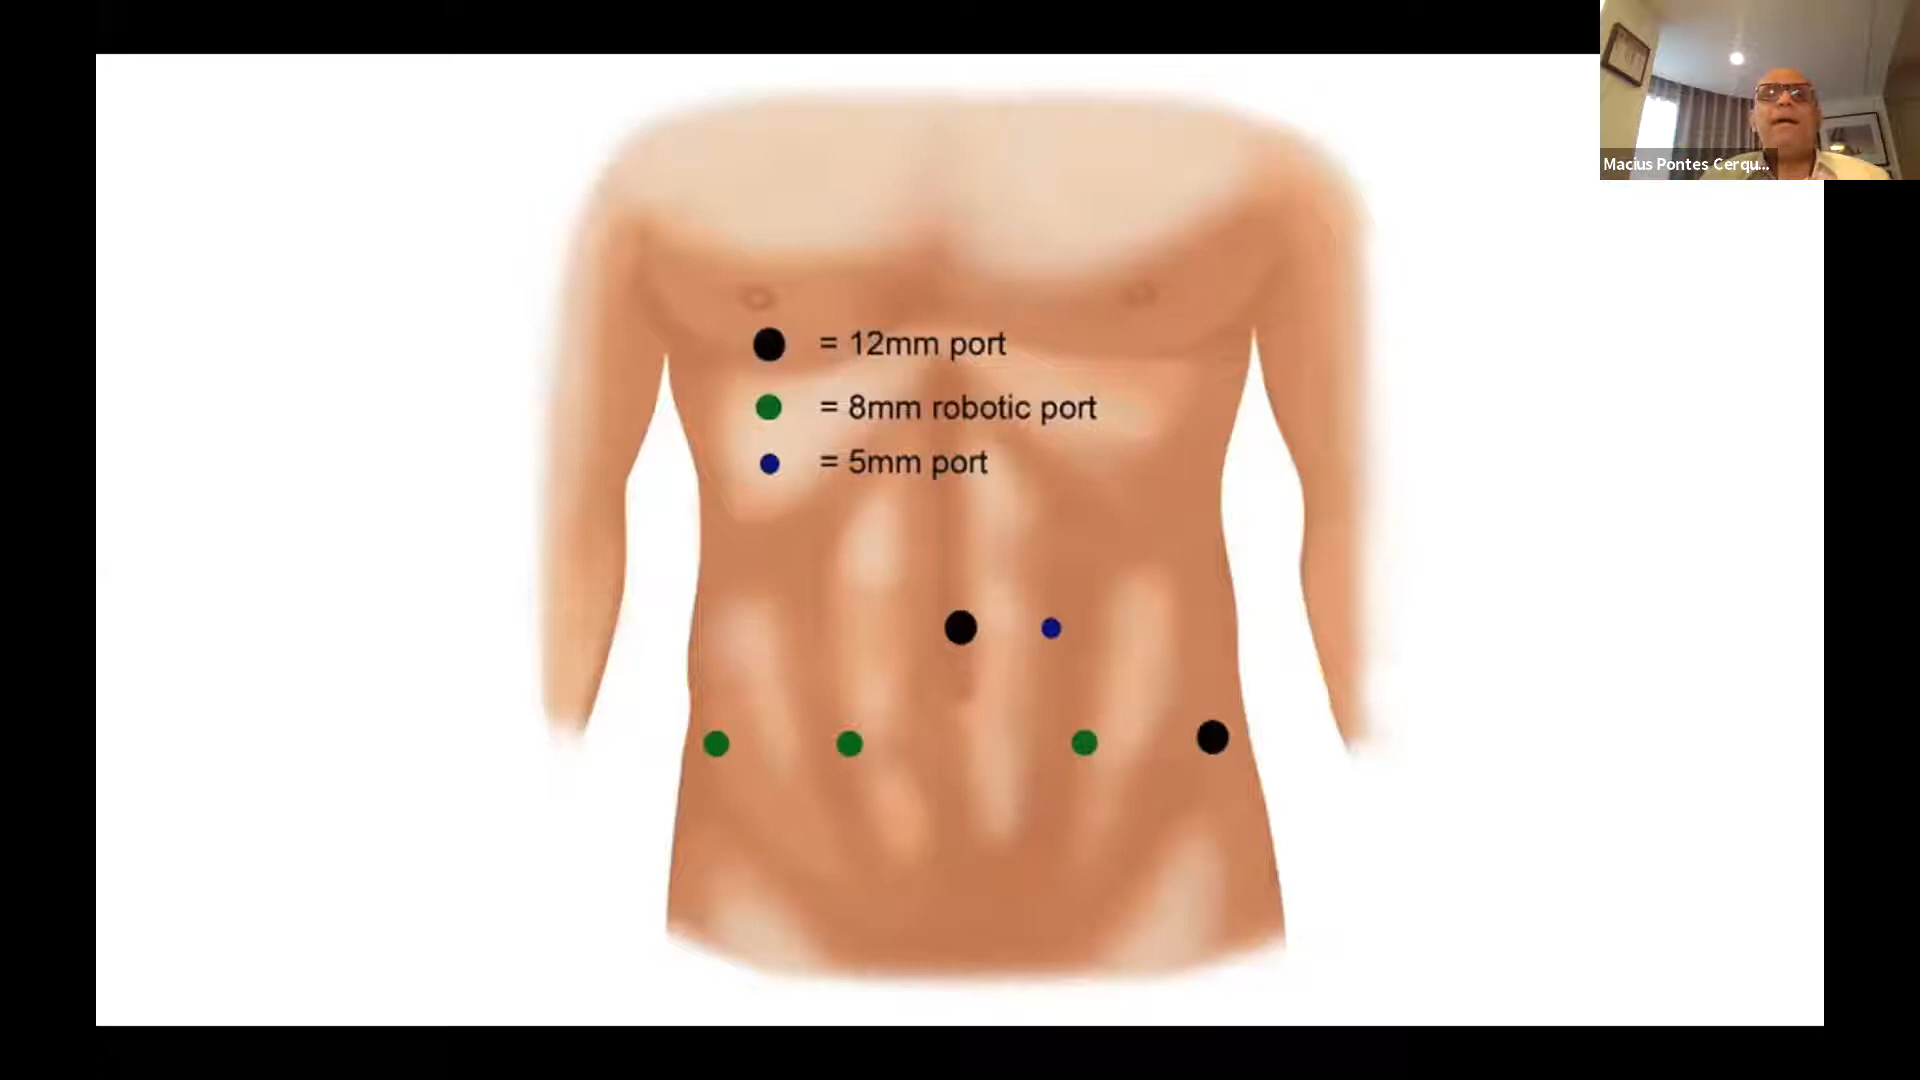 Macius Pontes Cerqu...
= 12mm port
= 8mm robotic port
= 5mm port